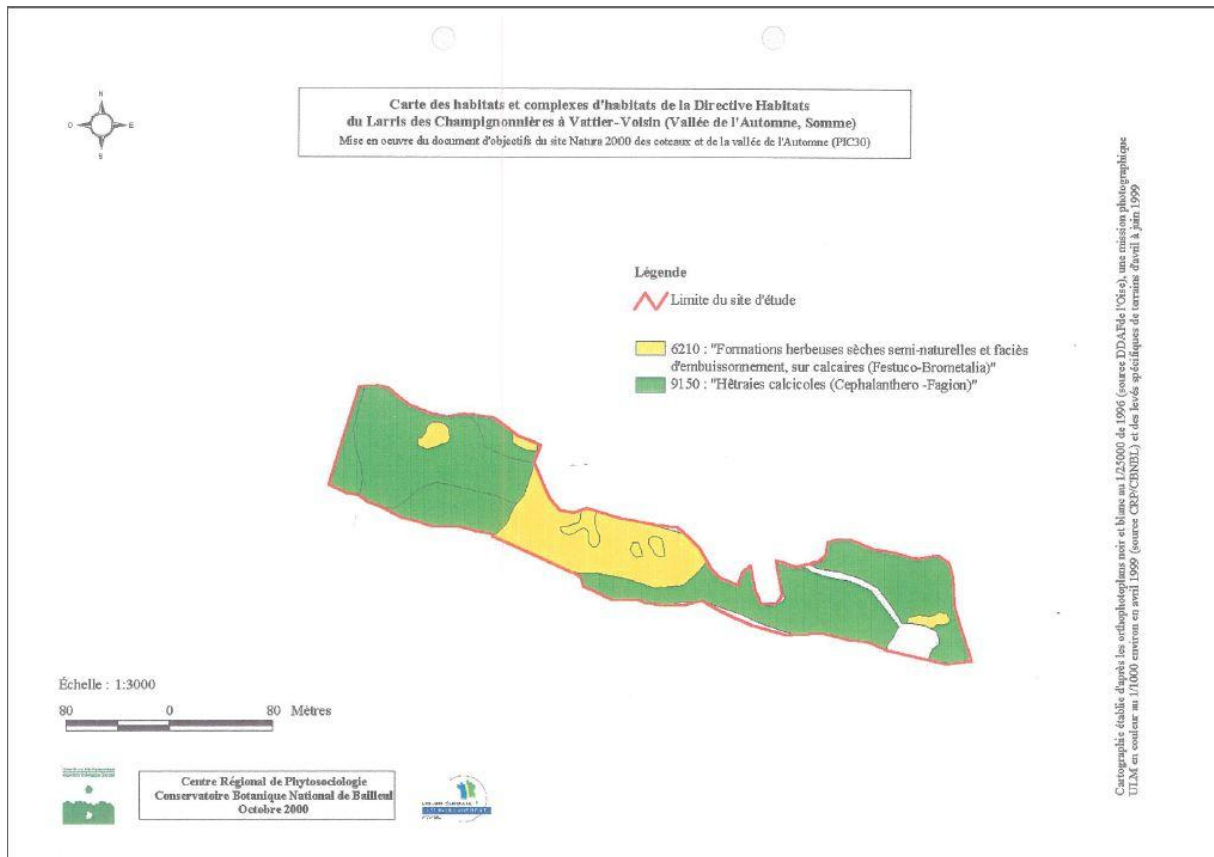 N
O
E
S
Carte des habitats et complexes d'habitats de la Directive Habitats
du Larris des Champignonnières à Vattier-Voisin (Vallée de l'Automne, Somme)
Mise en oeuvre du document d'objectifs du site Natura 2000 des coteaux et de la vallée de l'Automne (PIC30)
Légende
Limite du site d'étude
6210 : "Formations herbeuses sèches semi-naturelles et faciès
d'embuissonnement, sur calcaires (Festuco-Brometalia)"
9150 : "Hêtraies calcicoles (Cephalanthero -Fagion)"
Échelle : 1:3000
80 0 80 Mètres
Centre Régional de Phytosociologie
Conservatoire Botanique National de Bailleul
Octobre 2000
Cartographie établie d'après les orthophotoplans noir et blanc au 1/25000 de 1996 (source DDAF de l'Oise), une mission photographique
ULM en couleur au 1/1000 environ en avril 1999 (source CRP/CBNBL) et des levés spécifiques de terrains d'avril à juin 1999